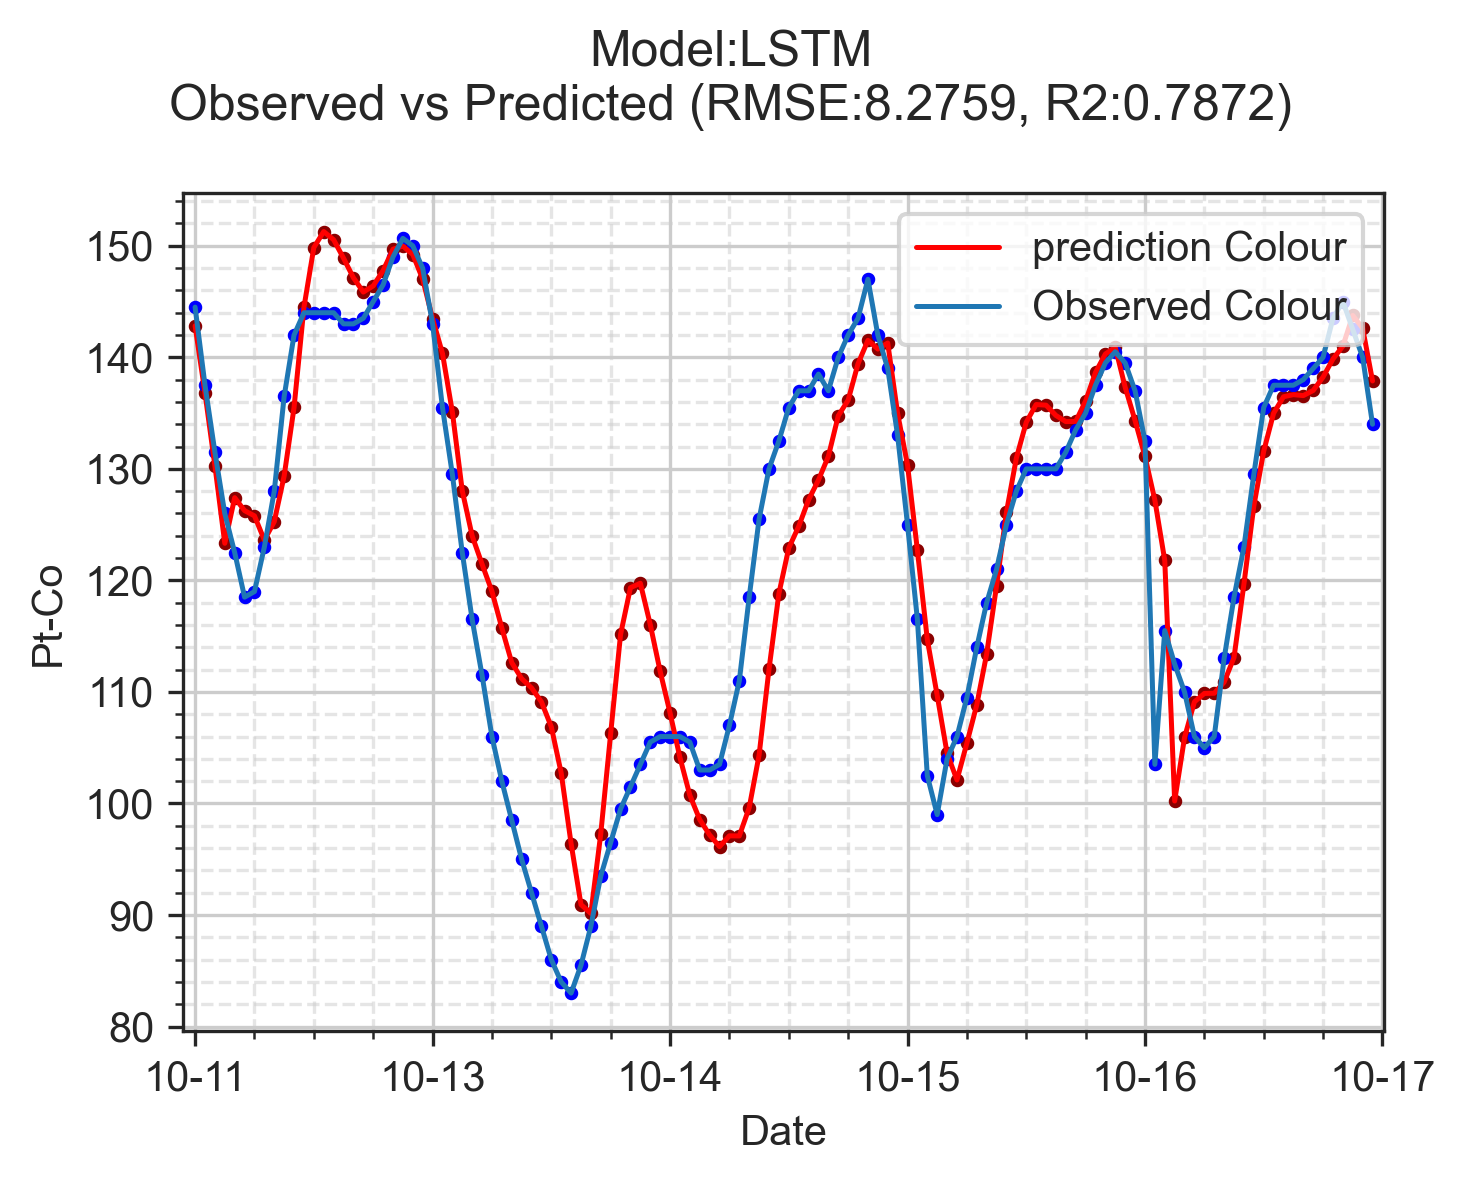 Model:LSTM
Observed vs Predicted (RMSE:8.2759, R2:0.7872)
prediction Colour
Observed Colour
150
140
130
120
110
100
90
80
Pt-Co
10-11 10-13 10-14 10-15 10-16 10-17
Date